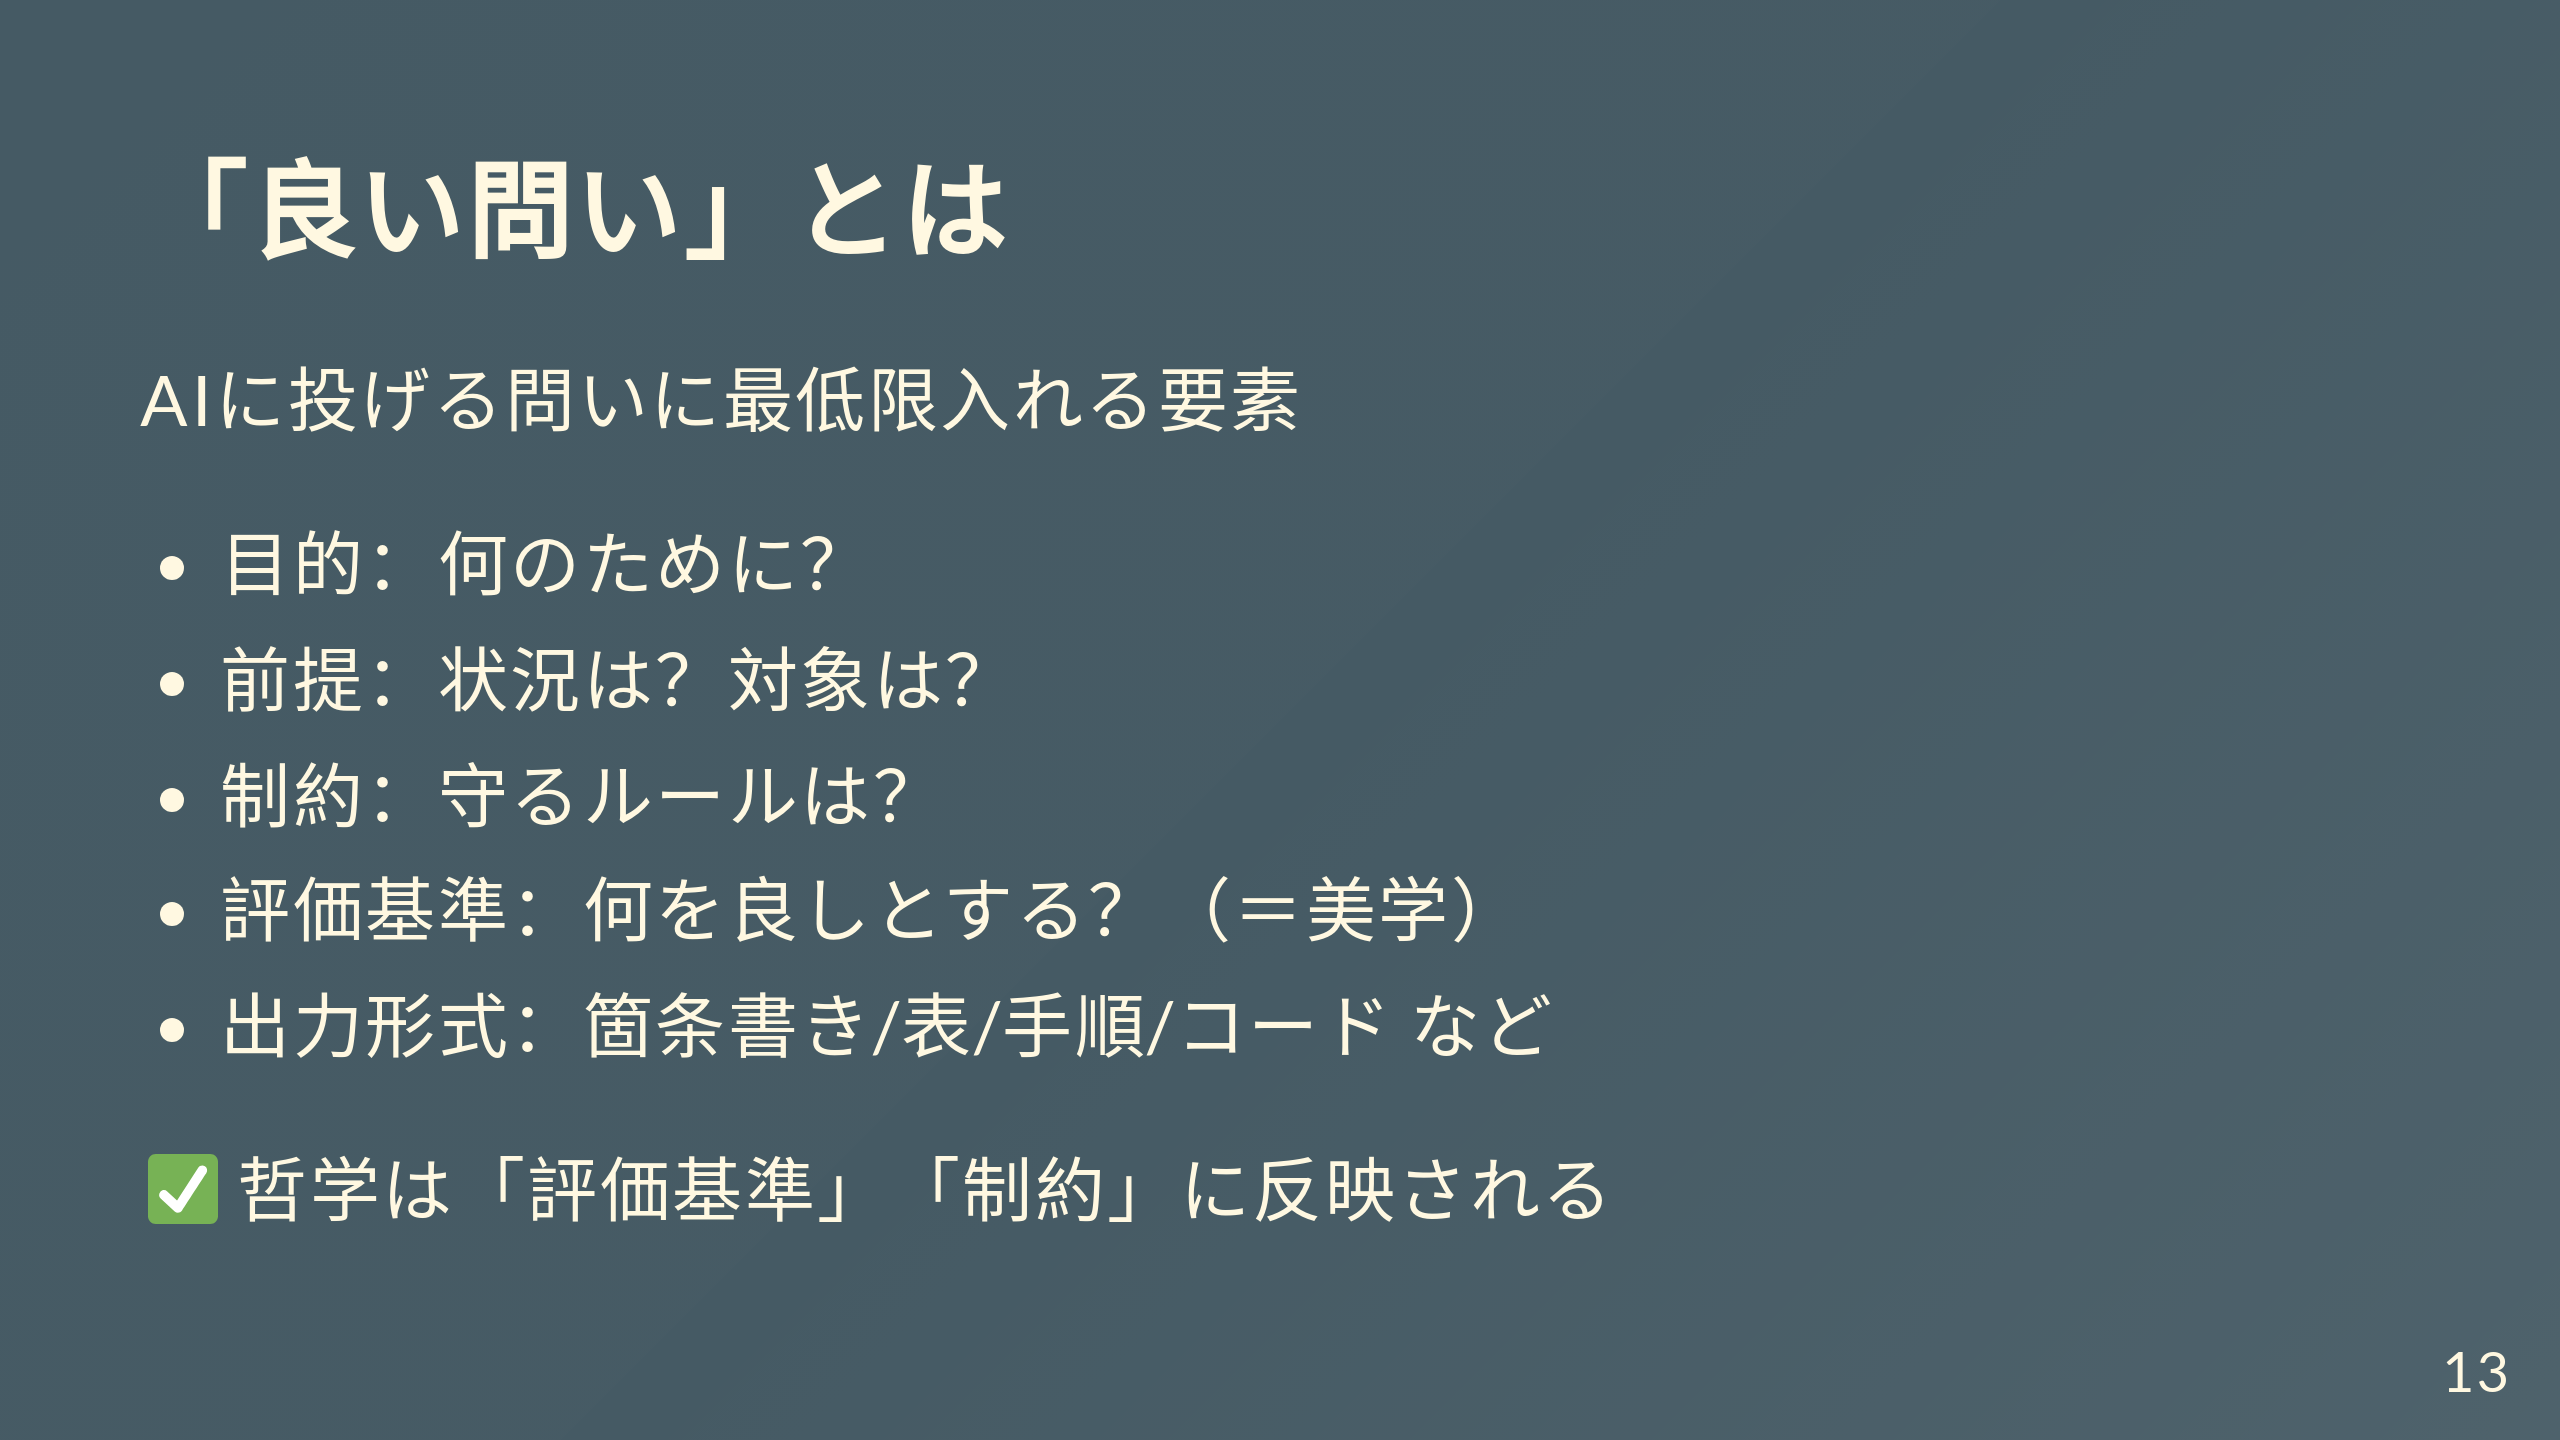 「良い問い」とは
AIに投げる問いに最低限入れる要素
• 目的：何のために？
• 前提：状況は？対象は？
• 制約：守るルールは？
• 評価基準：何を良しとする？（＝美学）
• 出力形式：箇条書き/表/手順/コード など
✅ 哲学は「評価基準」「制約」に反映される
13